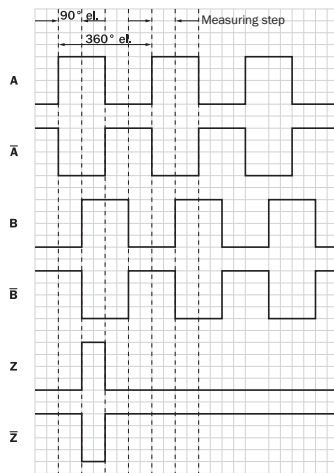 90° el.
Measuring step
360° el.
A
A̅
B
B̅
Z
Z̅